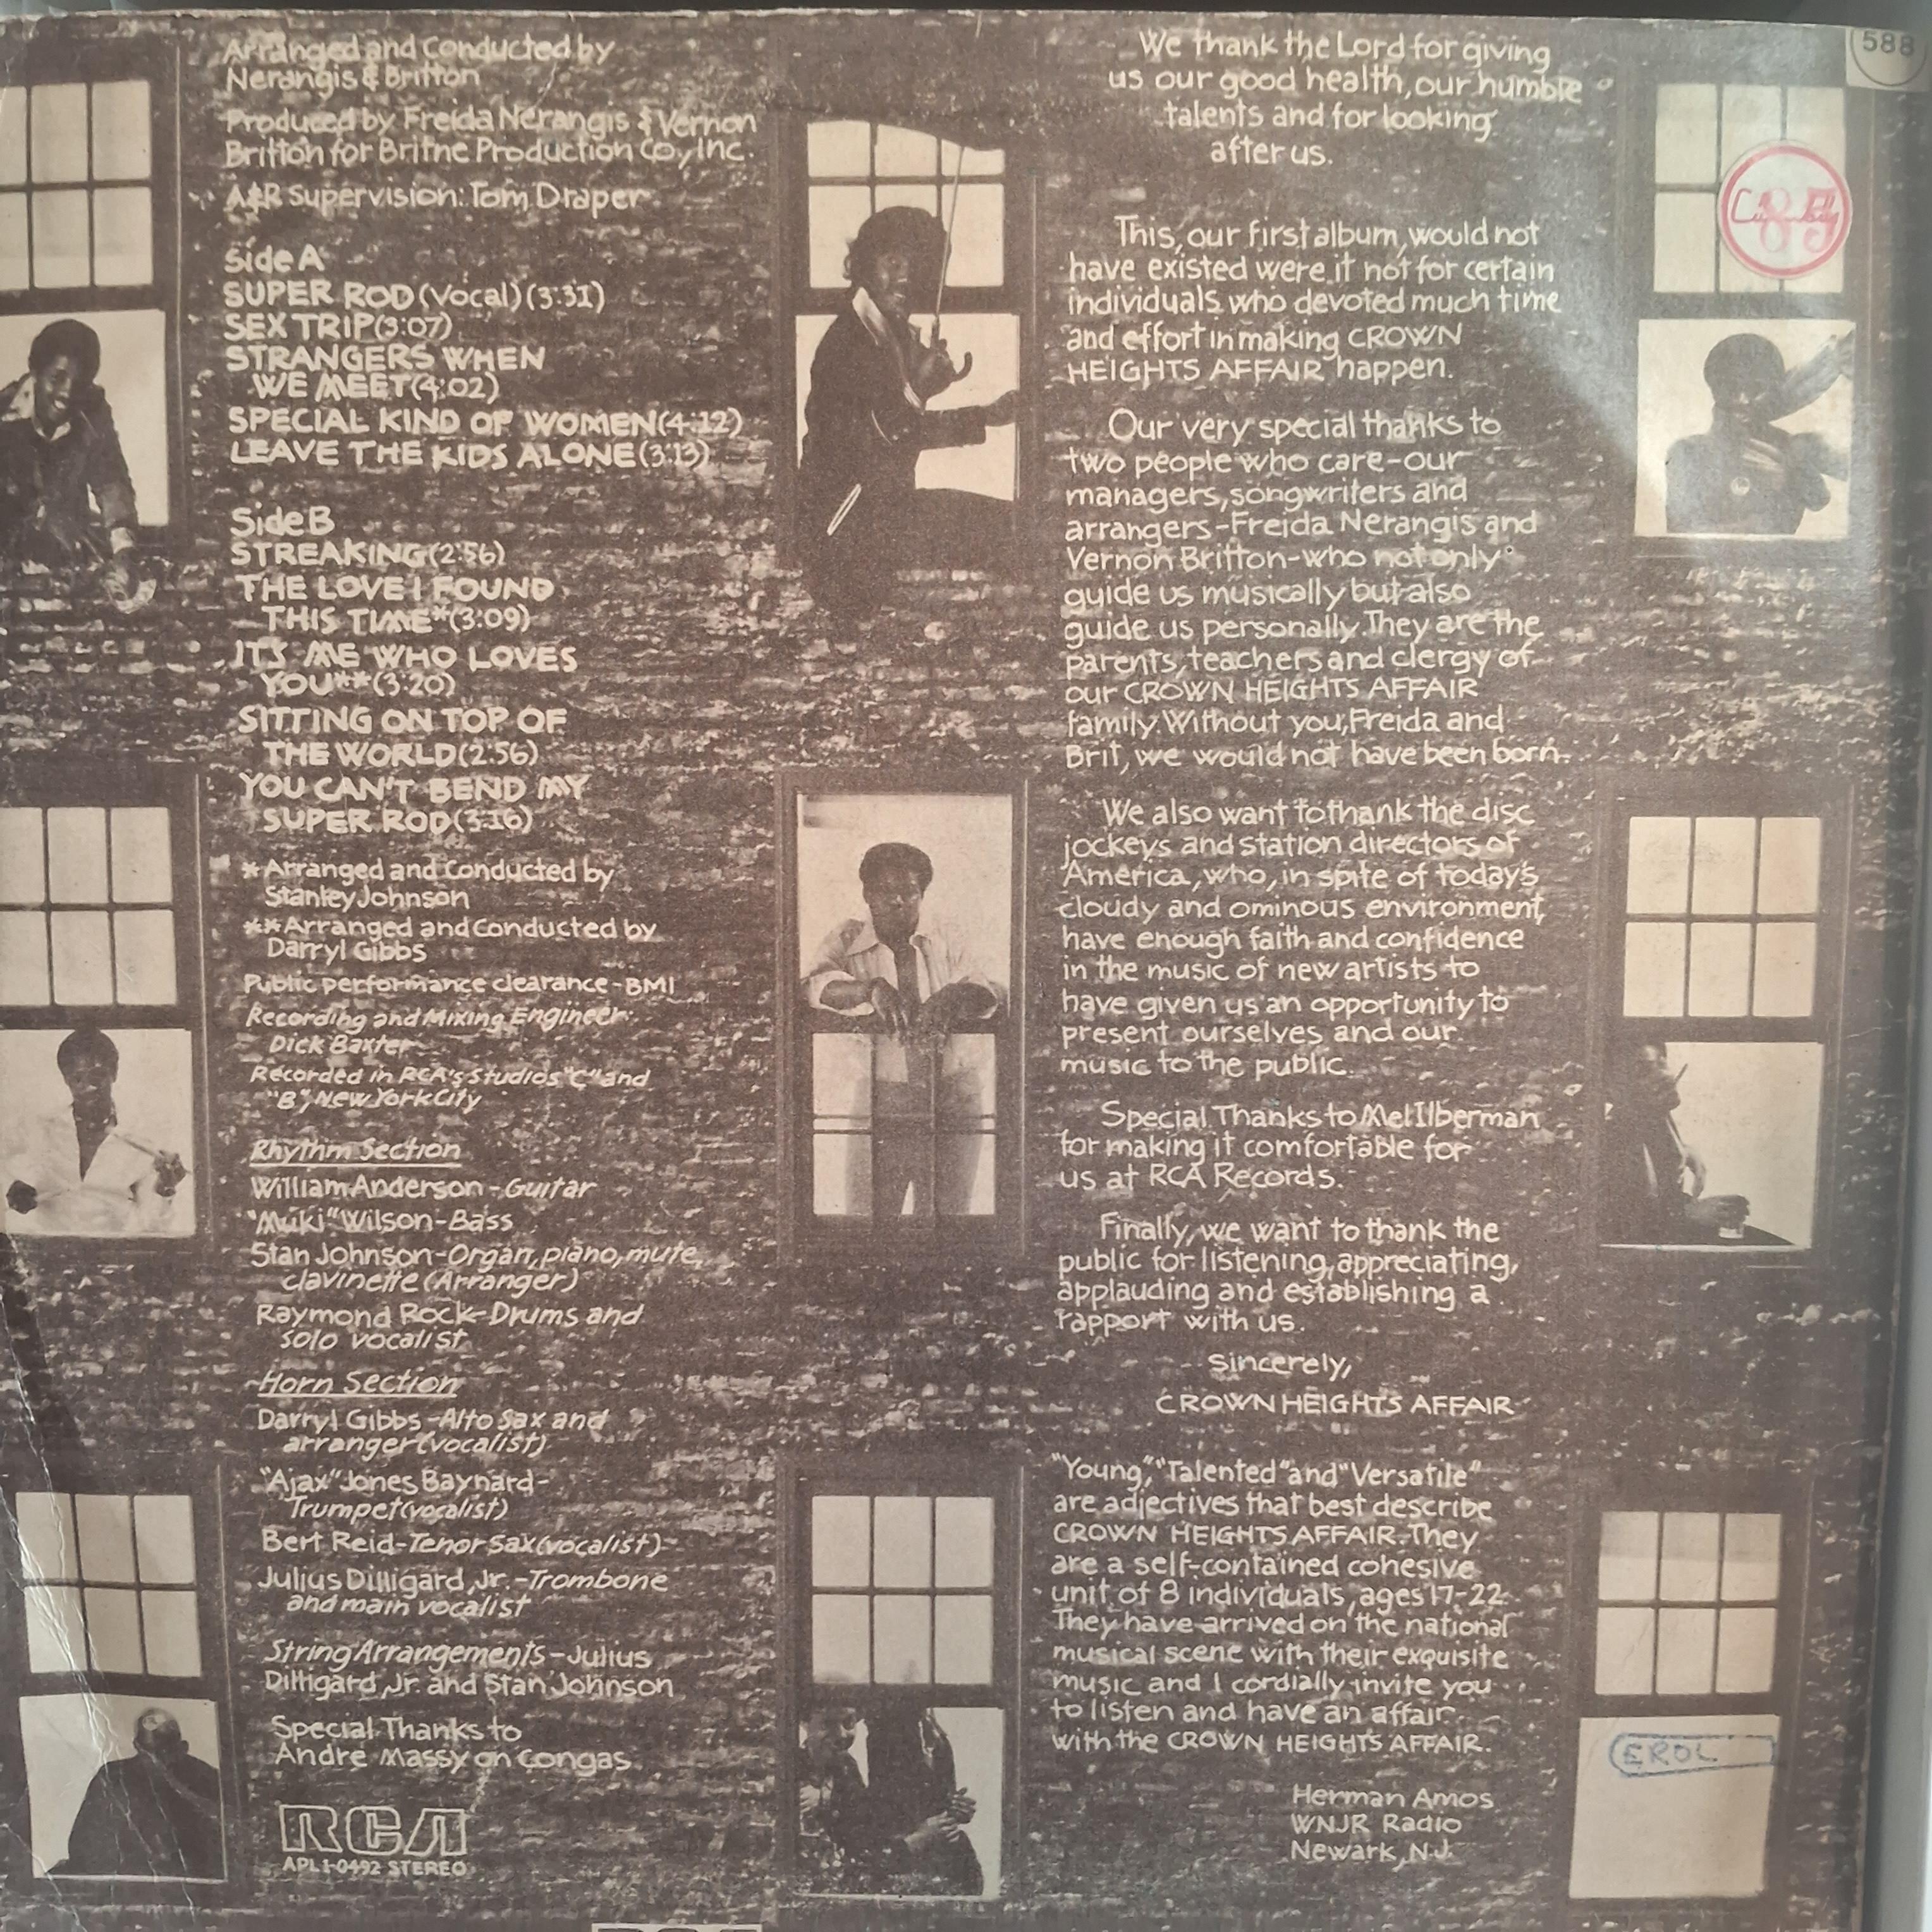 Arranged and Conducted by
Nerangis & Britton
Produced by Freida Nerangis & Vernon
Britton for Britne Production Co., Inc.
A&R Supervision: Tom Draper
Side A
SUPER ROD (Vocal) (3:31)
SEX TRIP (3:07)
STRANGERS WHEN
WE MEET (4:02)
SPECIAL KIND OF WOMEN (4:12)
LEAVE THE KIDS ALONE (3:13)
Side B
STREAKING (2:56)
THE LOVE I FOUND
THIS TIME* (3:09)
IT'S ME WHO LOVES
YOU** (3:20)
SITTING ON TOP OF
THE WORLD (2:56)
YOU CAN'T BEND MY
SUPER ROD (3:16)
*Arranged and Conducted by
Stanley Johnson
**Arranged and Conducted by
Darryl Gibbs
Public performance clearance-BMI
Recording and Mixing Engineer:
Dick Baxter
Recorded in RCA's Studios "C" and
"B", New York City
Rhythm Section
William Anderson-Guitar
"Muki" Wilson-Bass
Stan Johnson-Organ, piano, mute,
clavinette (Arranger)
Raymond Rock-Drums and
solo vocalist
Horn Section
Darryl Gibbs-Alto Sax and
arranger (vocalist)
"Ajax" Jones Baynard-
Trumpet (vocalist)
Bert Reid-Tenor Sax (vocalist)
Julius Dilligard, Jr.-Trombone
and main vocalist
String Arrangements-Julius
Dilligard, Jr. and Stan Johnson
Special Thanks to
Andre Massy on Congas
RCA
APL1-0492 STEREO
We thank the Lord for giving
us our good health, our humble
talents and for looking
after us.
This, our first album, would not
have existed were it not for certain
individuals who devoted much time
and effort in making CROWN
HEIGHTS AFFAIR happen.
Our very special thanks to
two people who care-our
managers, songwriters and
arrangers-Freida Nerangis and
Vernon Britton-who not only
guide us musically but also
guide us personally. They are the
parents, teachers and clergy of
our CROWN HEIGHTS AFFAIR
family. Without you, Freida and
Brit, we would not have been born.
We also want to thank the disc
jockeys and station directors of
America, who, in spite of today's
cloudy and ominous environment,
have enough faith and confidence
in the music of new artists to
have given us an opportunity to
present ourselves and our
music to the public.
Special Thanks to Mel Ilberman
for making it comfortable for
us at RCA Records.
Finally, we want to thank the
public for listening, appreciating,
applauding and establishing a
rapport with us.
Sincerely,
CROWN HEIGHTS AFFAIR
"Young," "Talented" and "Versatile"
are adjectives that best describe
CROWN HEIGHTS AFFAIR. They
are a self-contained cohesive
unit of 8 individuals, ages 17-22.
They have arrived on the national
musical scene with their exquisite
music and I cordially invite you
to listen and have an affair
with the CROWN HEIGHTS AFFAIR.
Herman Amos
WNJR Radio
Newark, N.J.
588
85
EROL